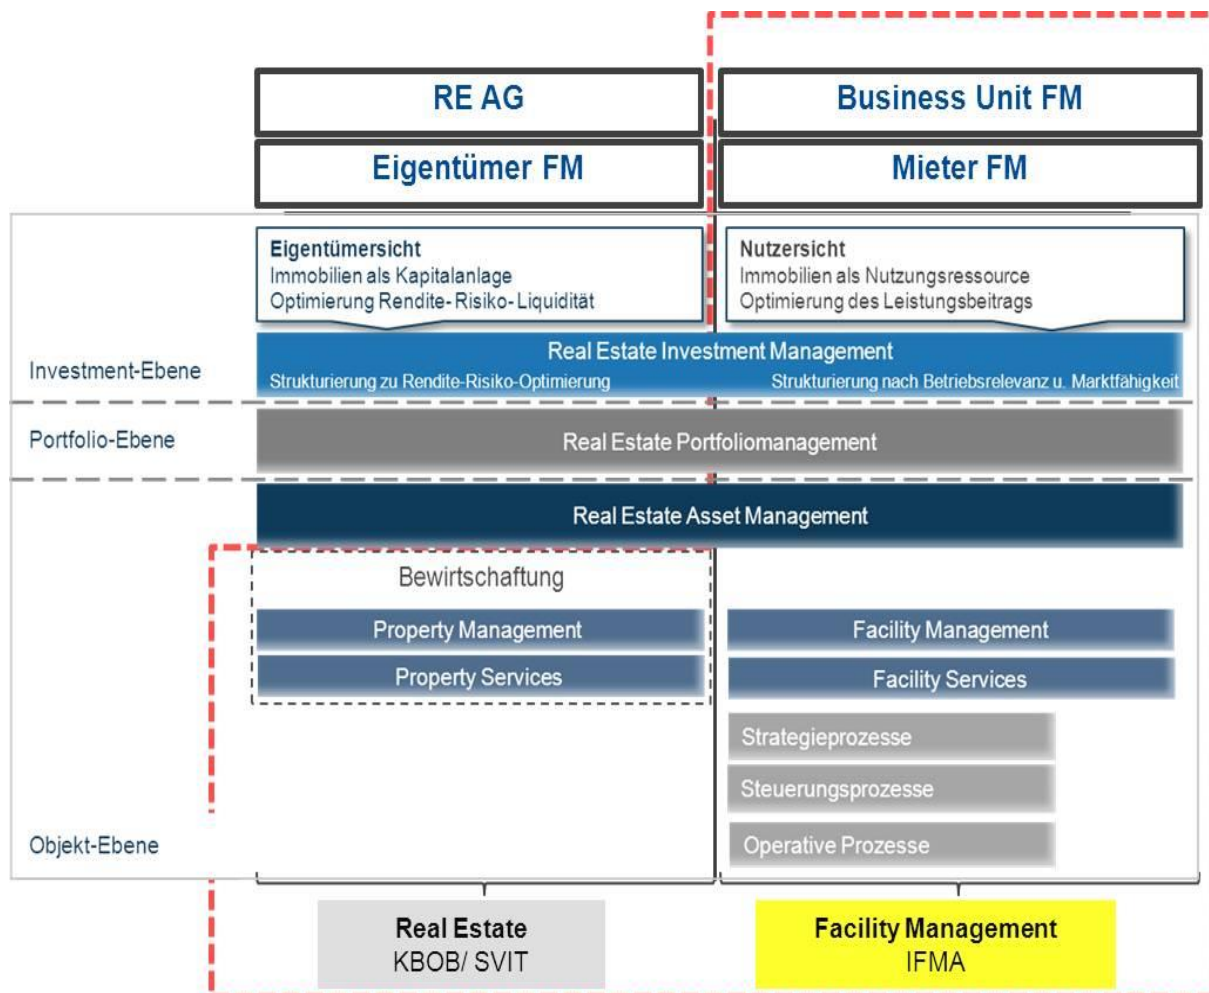 RE AG
Business Unit FM
Eigentümer FM
Mieter FM
Eigentümersicht
Immobilien als Kapitalanlage
Optimierung Rendite- Risiko- Liquidität
Nutzersicht
Immobilien als Nutzungsressource
Optimierung des Leistungsbeitrags
Investment-Ebene
Real Estate Investment Management
Strukturierung zu Rendite-Risiko-Optimierung
Strukturierung nach Betriebsrelevanz u. Marktfähigkeit
Portfolio-Ebene
Real Estate Portfoliomanagement
Real Estate Asset Management
Bewirtschaftung
Property Management
Facility Management
Property Services
Facility Services
Strategieprozesse
Steuerungsprozesse
Objekt-Ebene
Operative Prozesse
Real Estate
KBOB/ SVIT
Facility Management
IFMA